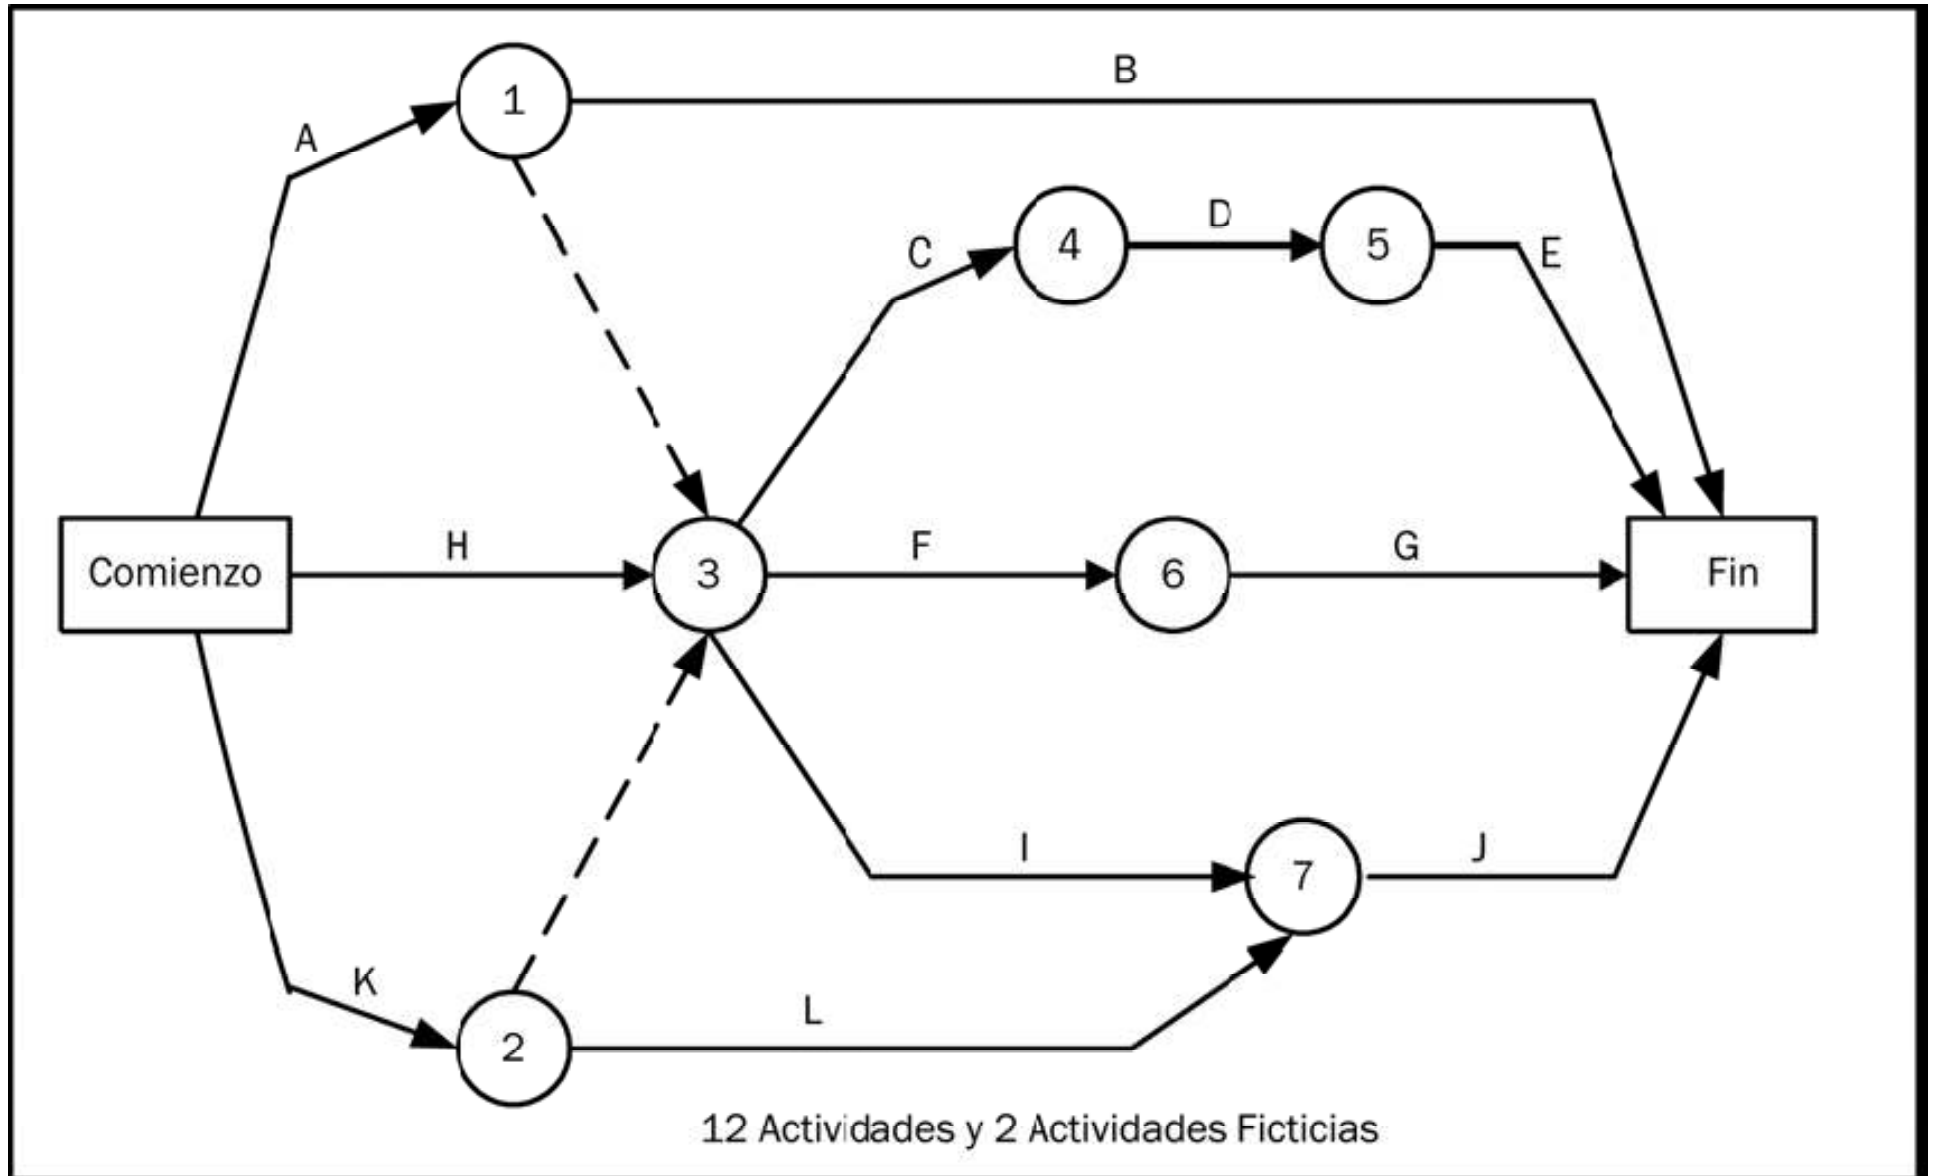 B
1
A
D
C
4
5
E
H
F
G
Comienzo
3
6
Fin
I
J
7
K
L
2
12 Actividades y 2 Actividades Ficticias